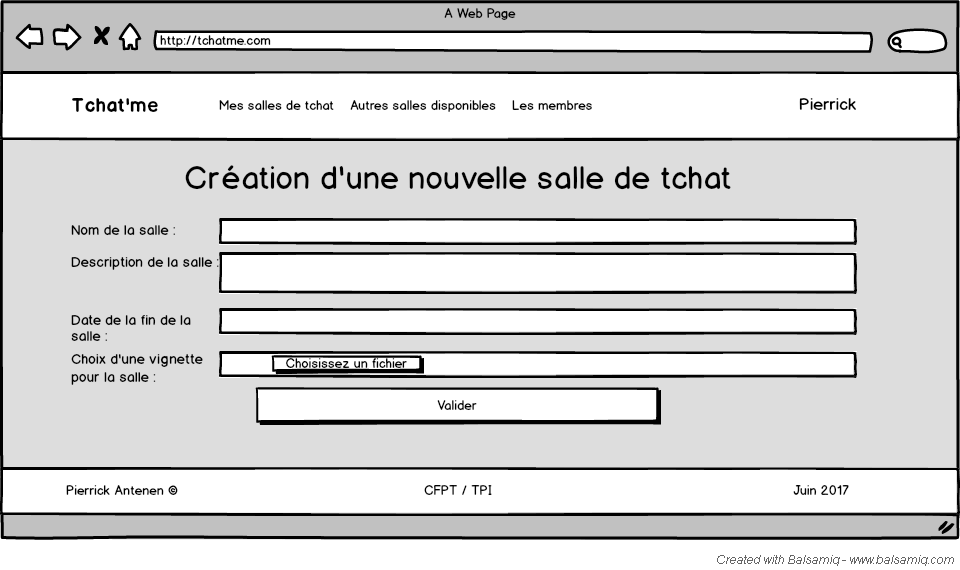 A Web Page
http://tchatme.com
Tchat'me Mes salles de tchat Autres salles disponibles Les membres Pierrick
Création d'une nouvelle salle de tchat
Nom de la salle :
Description de la salle :
Date de la fin de la
salle :
Choix d'une vignette
pour la salle :
Choisissez un fichier
Valider
Pierrick Antenen © CFPT / TPI Juin 2017
Created with Balsamiq - www.balsamiq.com